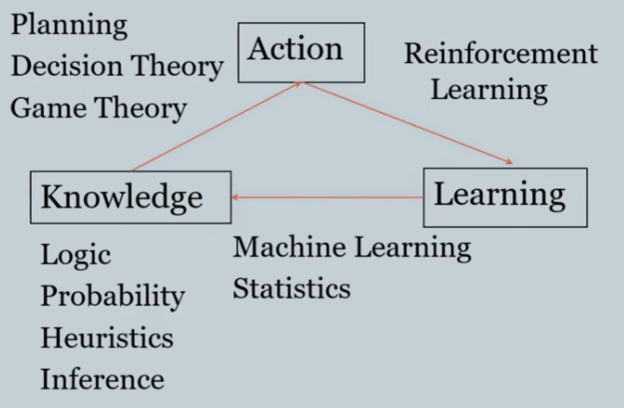 Planning
Decision Theory
Game Theory
Action
Reinforcement
Learning
Knowledge
Learning
Logic
Probability
Heuristics
Inference
Machine Learning
Statistics